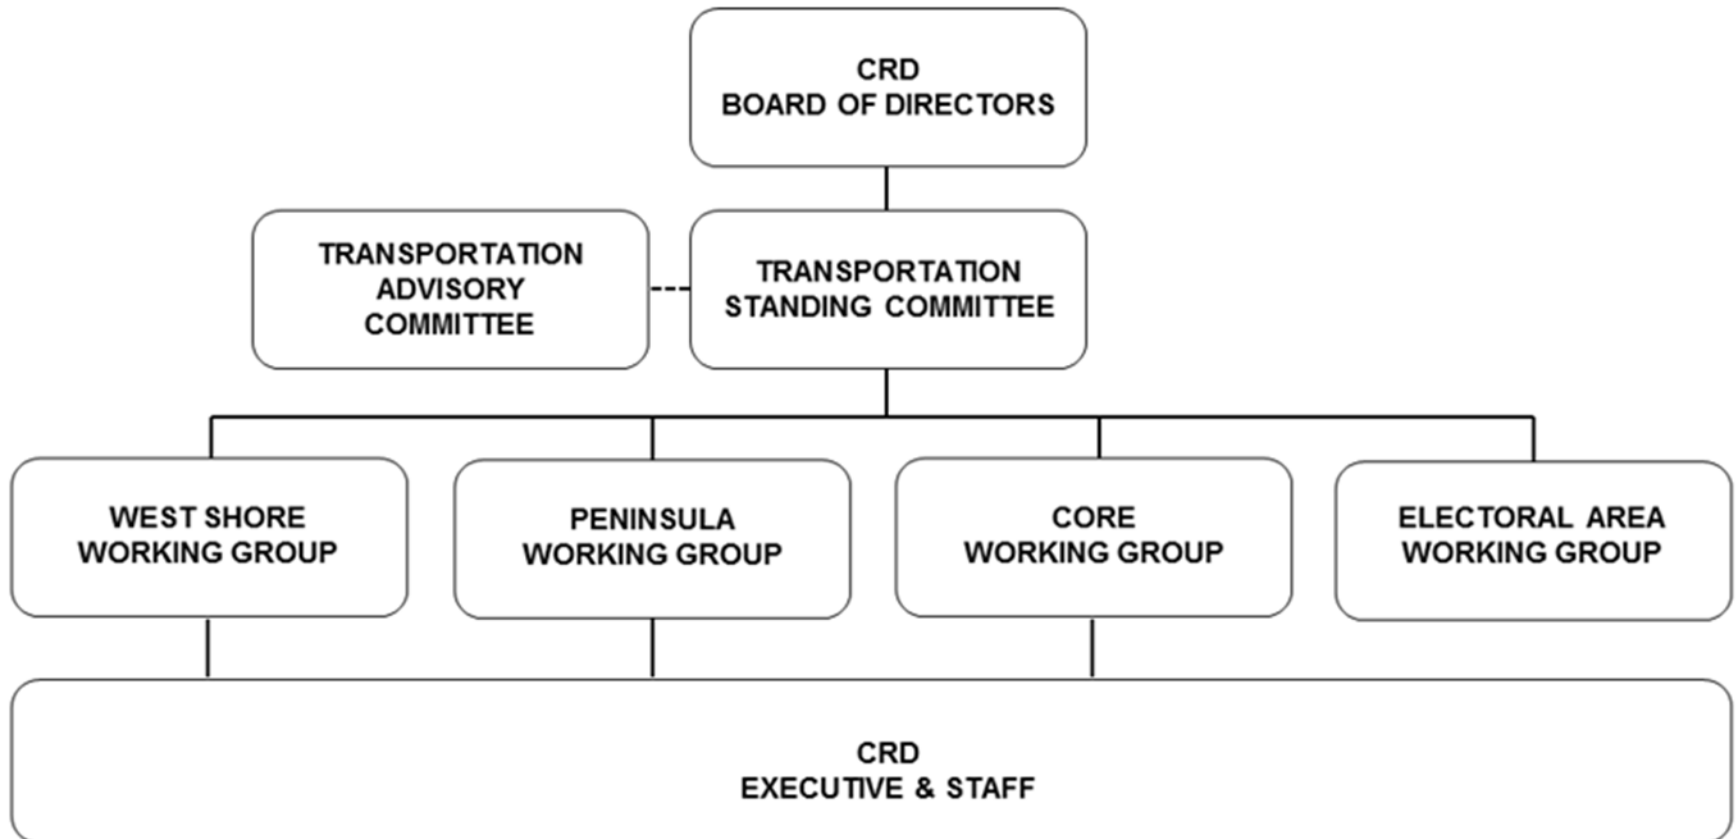 CRD
BOARD OF DIRECTORS
TRANSPORTATION
ADVISORY
COMMITTEE
TRANSPORTATION
STANDING COMMITTEE
WEST SHORE
WORKING GROUP
PENINSULA
WORKING GROUP
CORE
WORKING GROUP
ELECTORAL AREA
WORKING GROUP
CRD
EXECUTIVE & STAFF